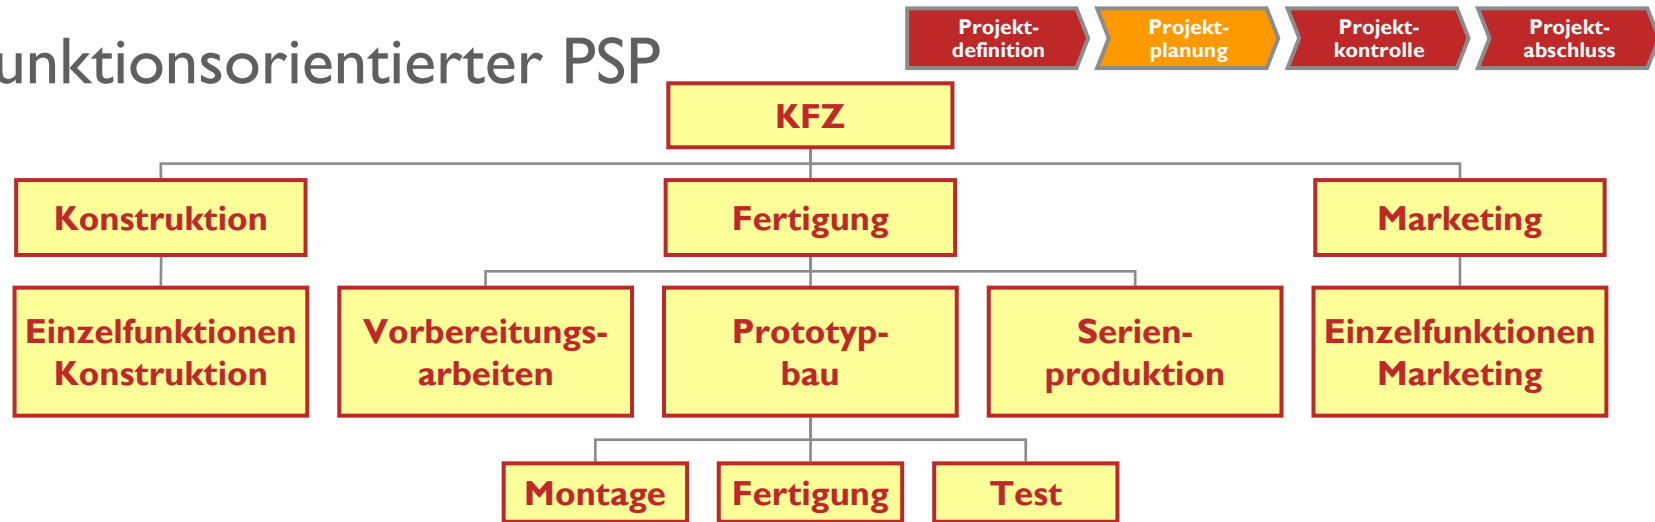 unktionsorientierter PSP
Projekt-
definition
Projekt-
planung
Projekt-
kontrolle
Projekt-
abschluss
KFZ
Konstruktion
Fertigung
Marketing
Einzelfunktionen
Konstruktion
Vorbereitungs-
arbeiten
Prototyp-
bau
Serien-
produktion
Einzelfunktionen
Marketing
Montage
Fertigung
Test